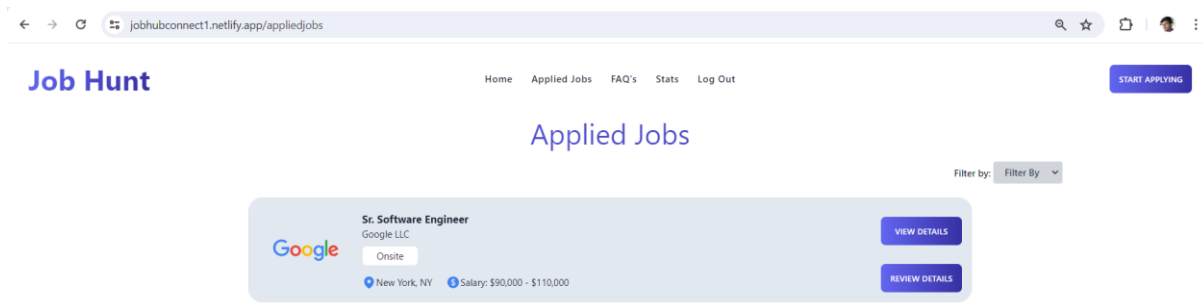 jobhubconnect1.netlify.app/appliedjobs
Job Hunt
Home Applied Jobs FAQ's Stats Log Out
START APPLYING
Applied Jobs
Filter by: Filter By
Sr. Software Engineer
Google LLC
Google
Onsite
New York, NY Salary: $90,000 - $110,000
VIEW DETAILS
REVIEW DETAILS